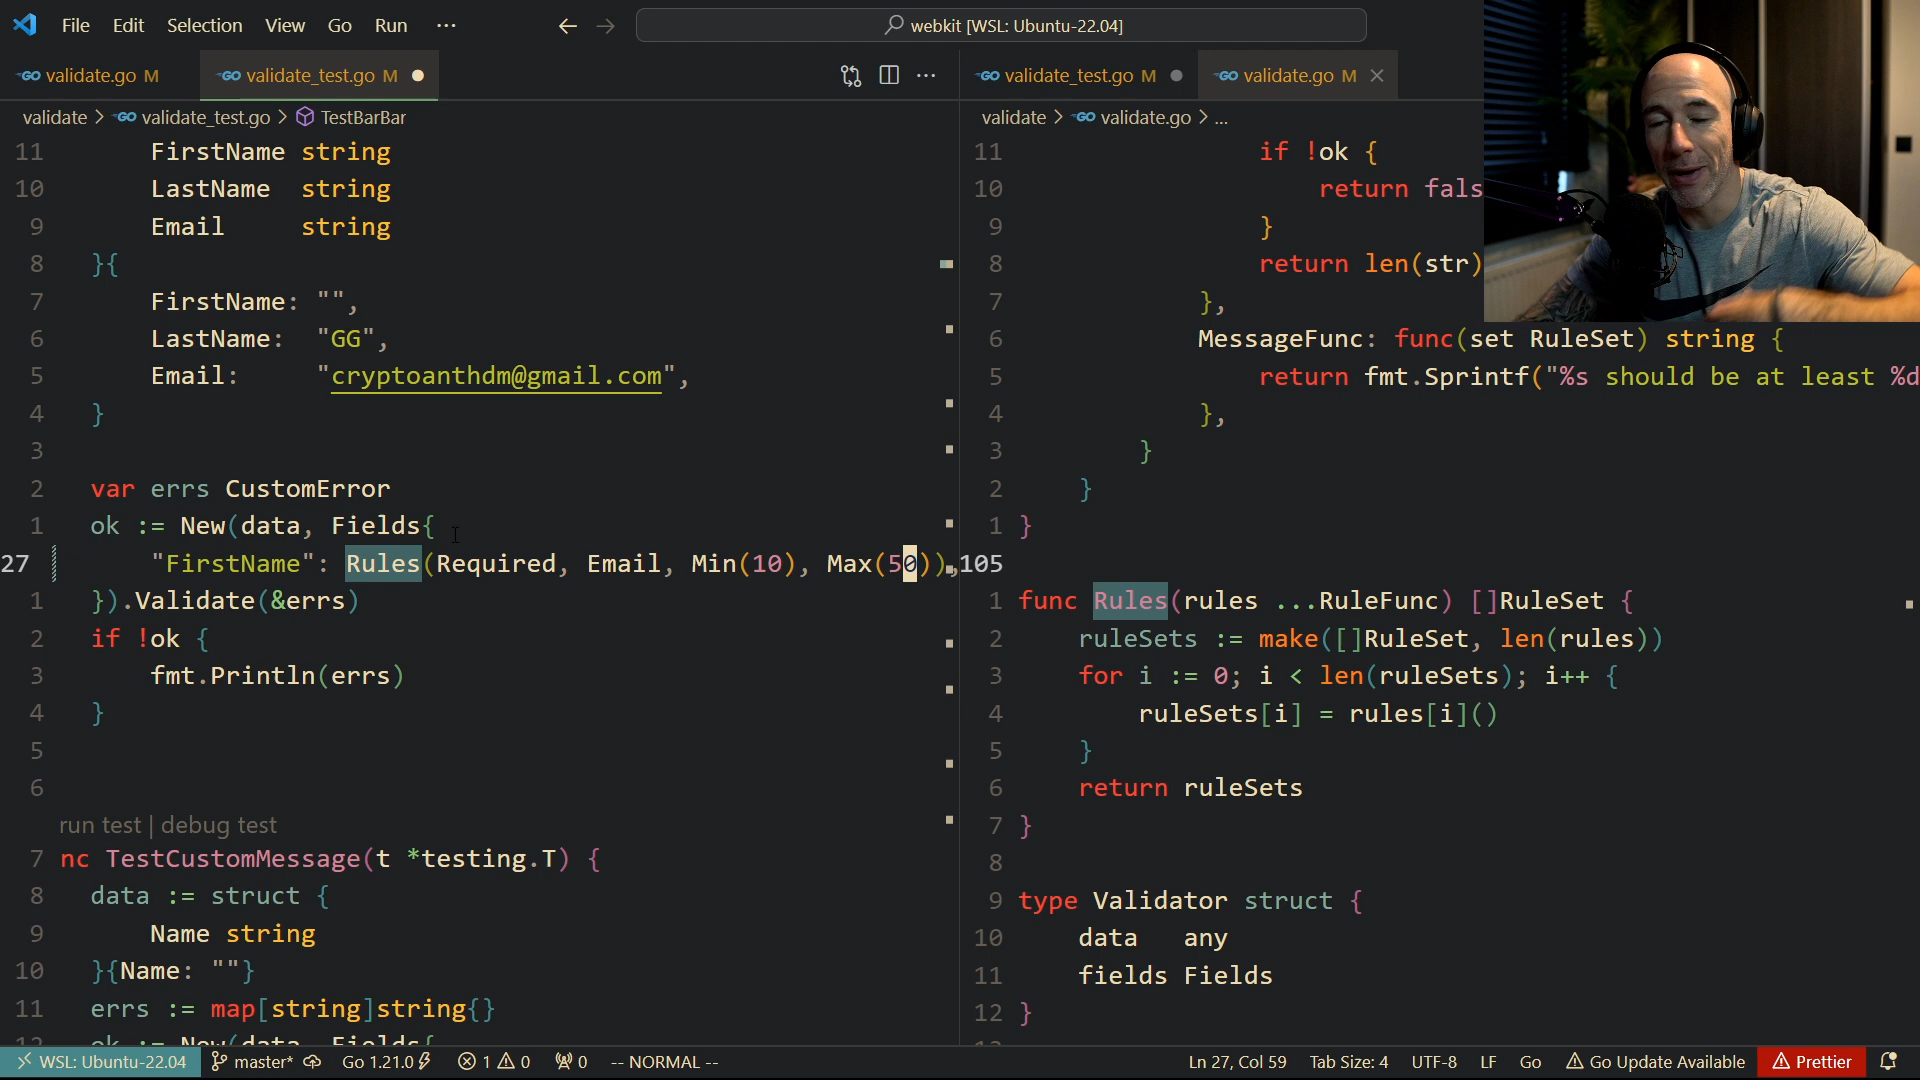 File Edit Selection View Go Run ···
webkit [WSL: Ubuntu-22.04]
validate.go M
validate_test.go M
validate_test.go M
validate.go M
validate > validate_test.go > TestBarBar
validate > validate.go > ...
11 FirstName string
10 LastName string
9 Email string
8 }{
7 FirstName: "",
6 LastName: "GG",
5 Email: "cryptoanthdm@gmail.com",
4 }
3
2 var errs CustomError
1 ok := New(data, Fields{
27 "FirstName": Rules(Required, Email, Min(10), Max(50)),
1 }).Validate(&errs)
2 if !ok {
3 fmt.Println(errs)
4 }
5
6
run test | debug test
7 nc TestCustomMessage(t *testing.T) {
8 data := struct {
9 Name string
10 }{Name: ""}
11 errs := map[string]string{}
12 ok := New(data, Fields{
11 if !ok {
10 return fals
9 }
8 return len(str)
7 },
6 MessageFunc: func(set RuleSet) string {
5 return fmt.Sprintf("%s should be at least %d
4 },
3 }
2 }
1 }
105
1 func Rules(rules ...RuleFunc) []RuleSet {
2 ruleSets := make([]RuleSet, len(rules))
3 for i := 0; i < len(ruleSets); i++ {
4 ruleSets[i] = rules[i]()
5 }
6 return ruleSets
7 }
8
9 type Validator struct {
10 data any
11 fields Fields
12 }
WSL: Ubuntu-22.04 master* Go 1.21.0 1 0 0 -- NORMAL -- Ln 27, Col 59 Tab Size: 4 UTF-8 LF Go Go Update Available Prettier